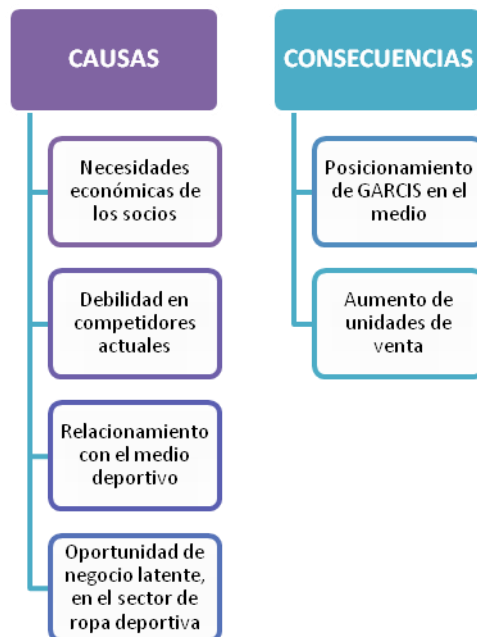 CAUSAS
Necesidades
económicas de
los socios
Debilidad en
competidores
actuales
Relacionamiento
con el medio
deportivo
Oportunidad de
negocio latente,
en el sector de
ropa deportiva
CONSECUENCIAS
Posicionamiento
de GARCIS en el
medio
Aumento de
unidades de
venta